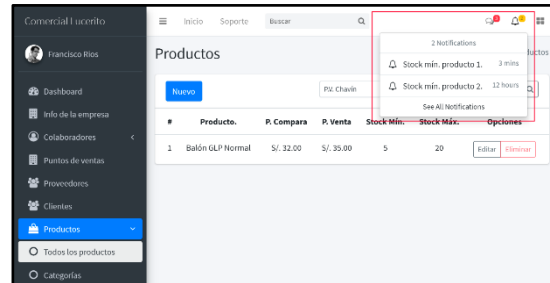 Comercial Lucerito
Inicio Soporte Buscar
Francisco Rios
Productos
2 Notifications
Stock mín. producto 1. 3 mins
Stock mín. producto 2. 12 hours
See All Notifications
Nuevo P.V. Chavin
# Producto. P. Compara P. Venta Stock Mín. Stock Máx. Opciones
1 Balón GLP Normal S/. 32.00 S/. 35.00 5 20 Editar Eliminar
Dashboard
Info de la empresa
Colaboradores
Puntos de ventas
Proveedores
Clientes
Productos
Todos los productos
Categorías